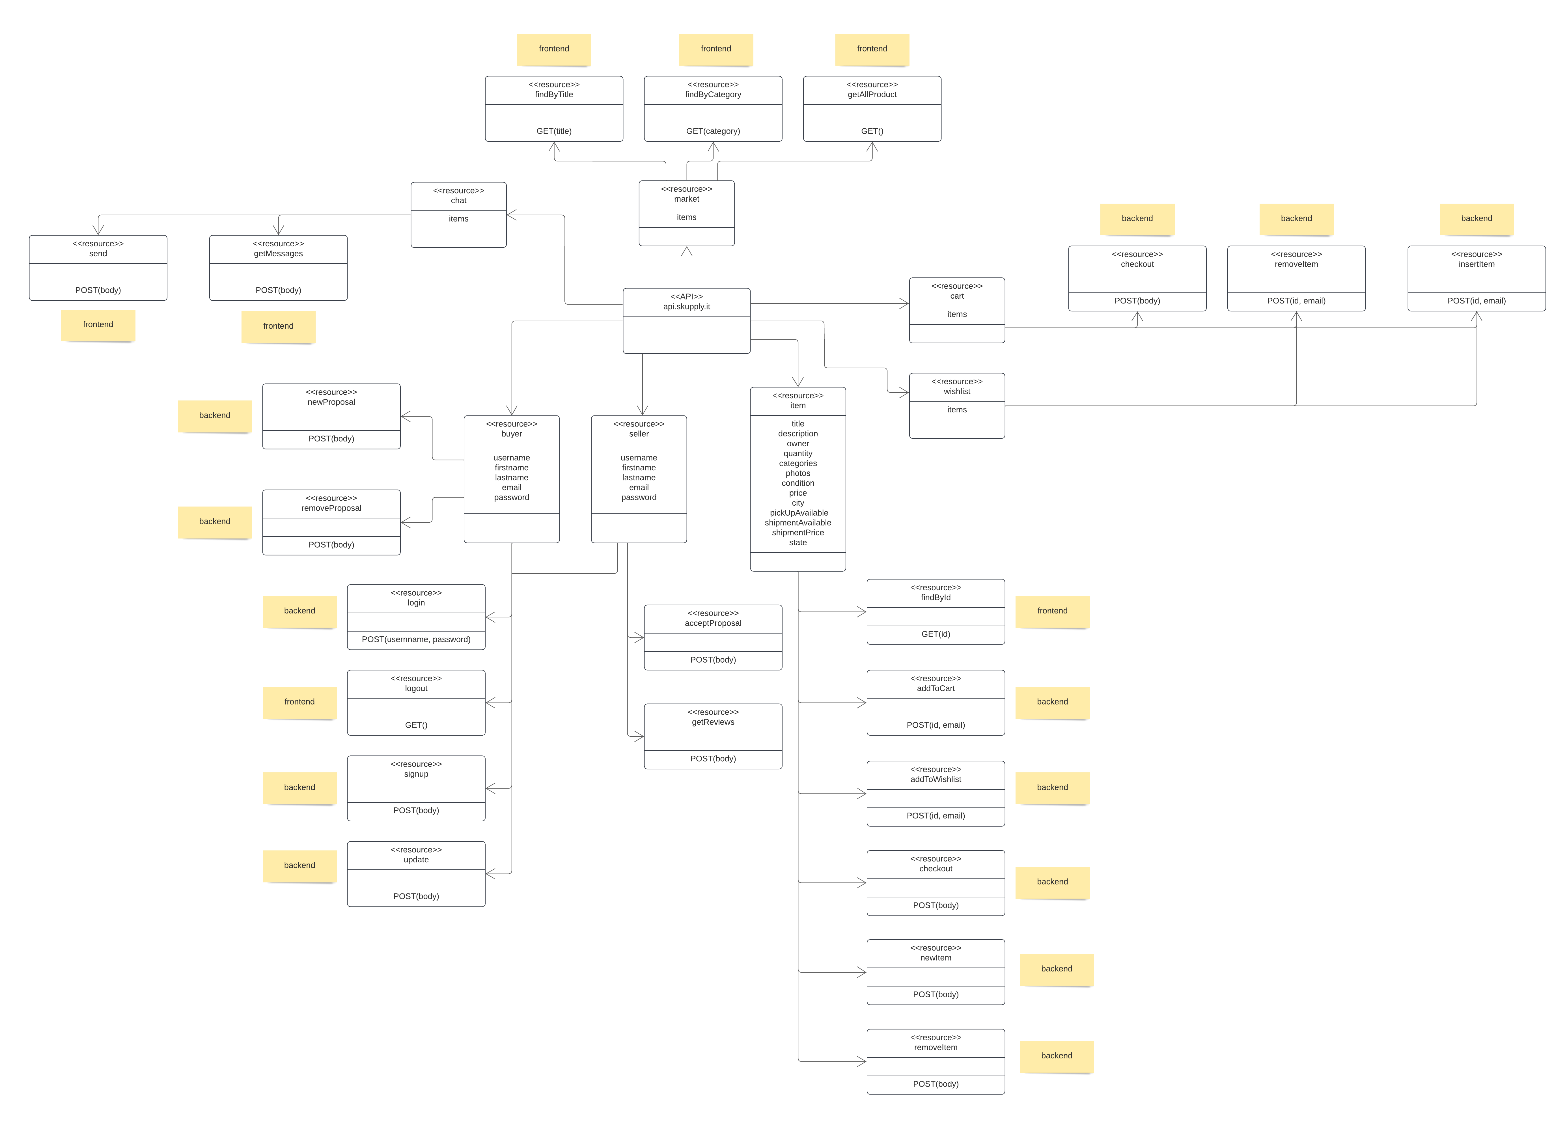 frontend
frontend
frontend
<<resource>>
findByTitle
GET(title)
<<resource>>
findByCategory
GET(category)
<<resource>>
getAllProduct
GET()
<<resource>>
chat
items
<<resource>>
market
items
backend
backend
backend
<<resource>>
send
POST(body)
<<resource>>
getMessages
POST(body)
frontend
frontend
<<API>>
api.skupply.it
<<resource>>
cart
items
<<resource>>
checkout
POST(body)
<<resource>>
removeItem
POST(id, email)
<<resource>>
insertItem
POST(id, email)
<<resource>>
wishlist
items
backend
<<resource>>
newProposal
POST(body)
backend
<<resource>>
removeProposal
POST(body)
<<resource>>
buyer
username
firstname
lastname
email
password
<<resource>>
seller
username
firstname
lastname
email
password
<<resource>>
item
title
description
owner
quantity
categories
photos
condition
price
city
pickUpAvailable
shipmentAvailable
shipmentPrice
state
backend
<<resource>>
login
POST(usernname, password)
frontend
<<resource>>
logout
GET()
backend
<<resource>>
signup
POST(body)
backend
<<resource>>
update
POST(body)
<<resource>>
acceptProposal
POST(body)
<<resource>>
getReviews
POST(body)
<<resource>>
findById
GET(id)
frontend
<<resource>>
addToCart
POST(id, email)
backend
<<resource>>
addToWishlist
POST(id, email)
backend
<<resource>>
checkout
POST(body)
backend
<<resource>>
newItem
POST(body)
backend
<<resource>>
removeItem
POST(body)
backend